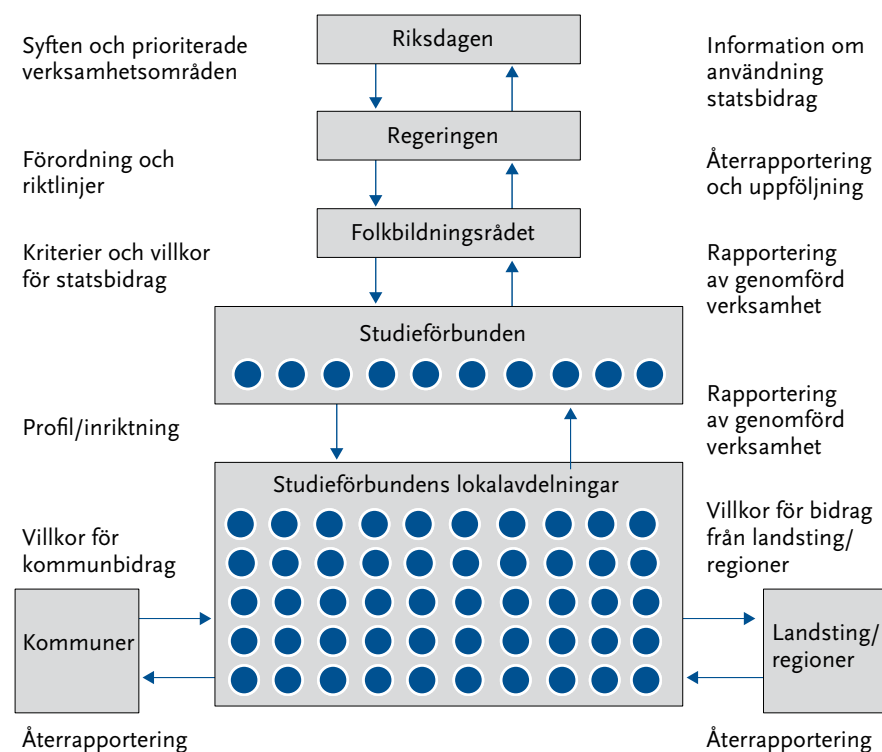 Syften och prioriterade
verksamhetsområden
Riksdagen
Information om
användning
statsbidrag
Regeringen
Förordning och
riktlinjer
Återrapportering
och uppföljning
Folkbildningsrådet
Kriterier och villkor
för statsbidrag
Rapportering
av genomförd
verksamhet
Studieförbunden
Profil/inriktning
Rapportering
av genomförd
verksamhet
Studieförbundens lokalavdelningar
Villkor för
kommunbidrag
Villkor för bidrag
från landsting/
regioner
Kommuner
Landsting/
regioner
Återrapportering
Återrapportering